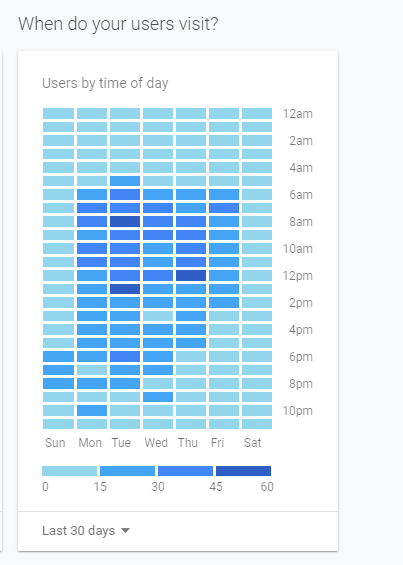 When do your users visit?
Users by time of day
12am
2am
4am
6am
8am
10am
12pm
2pm
4pm
6pm
8pm
10pm
Sun Mon Tue Wed Thu Fri Sat
0 15 30 45 60
Last 30 days